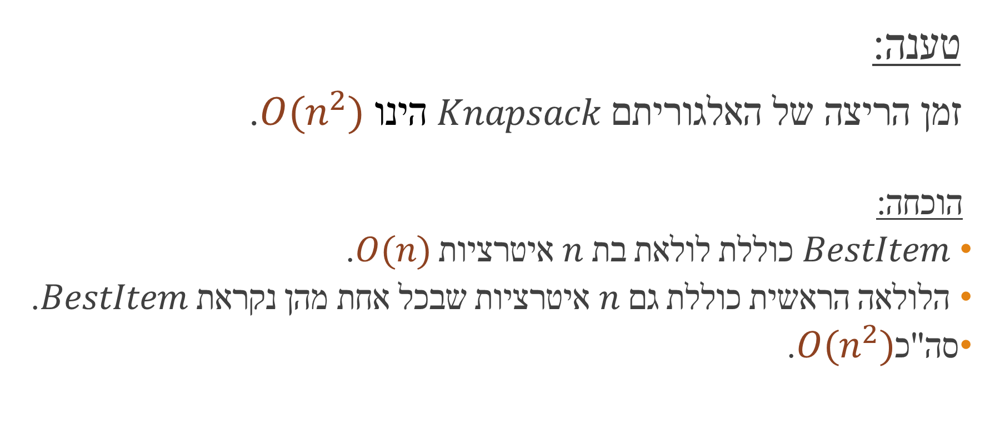 טענה:
זמן הריצה של האלגוריתם Knapsack הינו O(n²).
הוכחה:
• BestItem כוללת לולאת בת n איטרציות O(n).
• הלולאה הראשית כוללת גם n איטרציות שבכל אחת מהן נקראת BestItem.
• סה"כ O(n²).